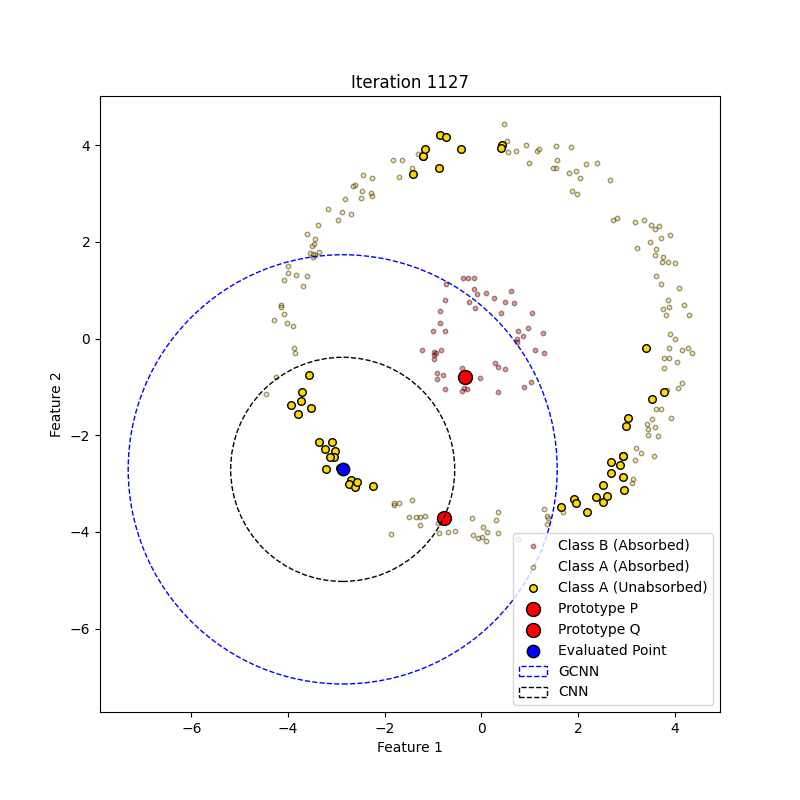 Iteration 1127
4
2
0
−2
−4
−6
Feature 2
−6
−4
−2
0
2
4
Feature 1
Class B (Absorbed)
Class A (Absorbed)
Class A (Unabsorbed)
Prototype P
Prototype Q
Evaluated Point
GCNN
CNN